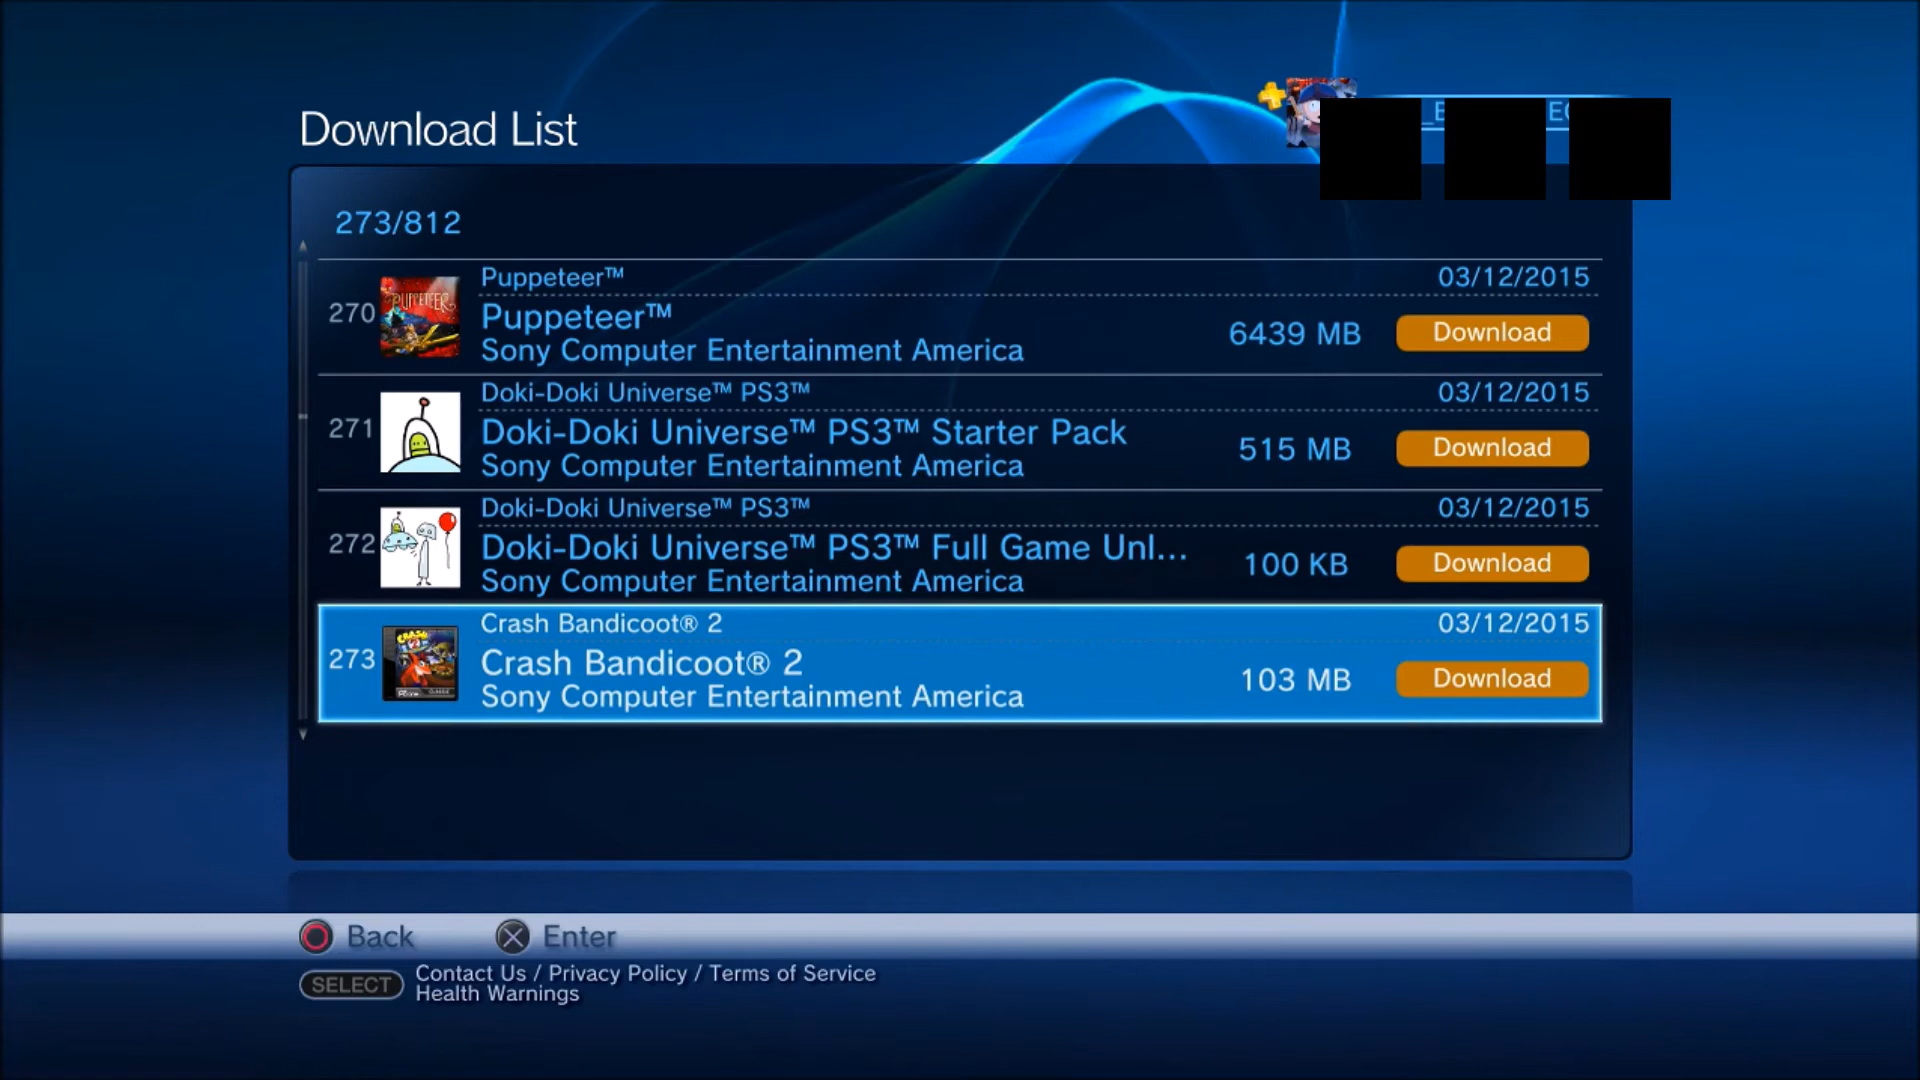 Download List
273/812
Puppeteer™ 03/12/2015
270
PUPPETEER
Puppeteer™
Sony Computer Entertainment America
6439 MB
Download
Doki-Doki Universe™ PS3™ 03/12/2015
271
Doki-Doki Universe™ PS3™ Starter Pack
Sony Computer Entertainment America
515 MB
Download
Doki-Doki Universe™ PS3™ 03/12/2015
272
Doki-Doki Universe™ PS3™ Full Game Unl...
Sony Computer Entertainment America
100 KB
Download
Crash Bandicoot® 2 03/12/2015
273
CRASH
Crash Bandicoot® 2
Sony Computer Entertainment America
103 MB
Download
Back Enter
SELECT
Contact Us / Privacy Policy / Terms of Service
Health Warnings